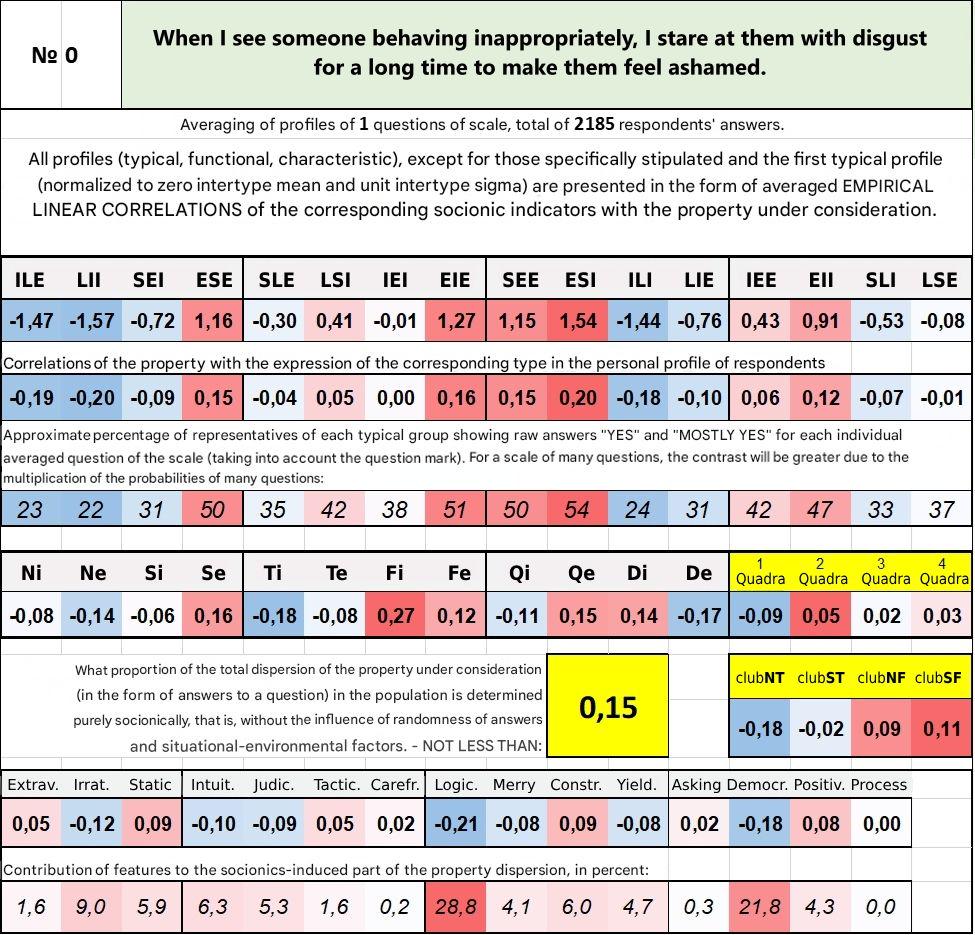 № 0
When I see someone behaving inappropriately, I stare at them with disgust
for a long time to make them feel ashamed.
Averaging of profiles of 1 questions of scale, total of 2185 respondents' answers.
All profiles (typical, functional, characteristic), except for those specifically stipulated and the first typical profile
(normalized to zero intertype mean and unit intertype sigma) are presented in the form of averaged EMPIRICAL
LINEAR CORRELATIONS of the corresponding socionic indicators with the property under consideration.
ILE LII SEI ESE SLE LSI IEI EIE SEE ESI ILI LIE IEE EII SLI LSE
-1,47 -1,57 -0,72 1,16 -0,30 0,41 -0,01 1,27 1,15 1,54 -1,44 -0,76 0,43 0,91 -0,53 -0,08
Correlations of the property with the expression of the corresponding type in the personal profile of respondents
-0,19 -0,20 -0,09 0,15 -0,04 0,05 0,00 0,16 0,15 0,20 -0,18 -0,10 0,06 0,12 -0,07 -0,01
Approximate percentage of representatives of each typical group showing raw answers "YES" and "MOSTLY YES" for each individual
averaged question of the scale (taking into account the question mark). For a scale of many questions, the contrast will be greater due to the
multiplication of the probabilities of many questions:
23 22 31 50 35 42 38 51 50 54 24 31 42 47 33 37
Ni Ne Si Se Ti Te Fi Fe Qi Qe Di De 1 Quadra 2 Quadra 3 Quadra 4 Quadra
-0,08 -0,14 -0,06 0,16 -0,18 -0,08 0,27 0,12 -0,11 0,15 0,14 -0,17 -0,09 0,05 0,02 0,03
What proportion of the total dispersion of the property under consideration
(in the form of answers to a question) in the population is determined
purely socionically, that is, without the influence of randomness of answers
and situational-environmental factors. - NOT LESS THAN:
0,15
clubNT clubST clubNF clubSF
-0,18 -0,02 0,09 0,11
Extrav. Irrat. Static Intuit. Judic. Tactic. Carefr. Logic. Merry Constr. Yield. Asking Democr. Positiv. Process
0,05 -0,12 0,09 -0,10 -0,09 0,05 0,02 -0,21 -0,08 0,09 -0,08 0,02 -0,18 0,08 0,00
Contribution of features to the socionics-induced part of the property dispersion, in percent:
1,6 9,0 5,9 6,3 5,3 1,6 0,2 28,8 4,1 6,0 4,7 0,3 21,8 4,3 0,0